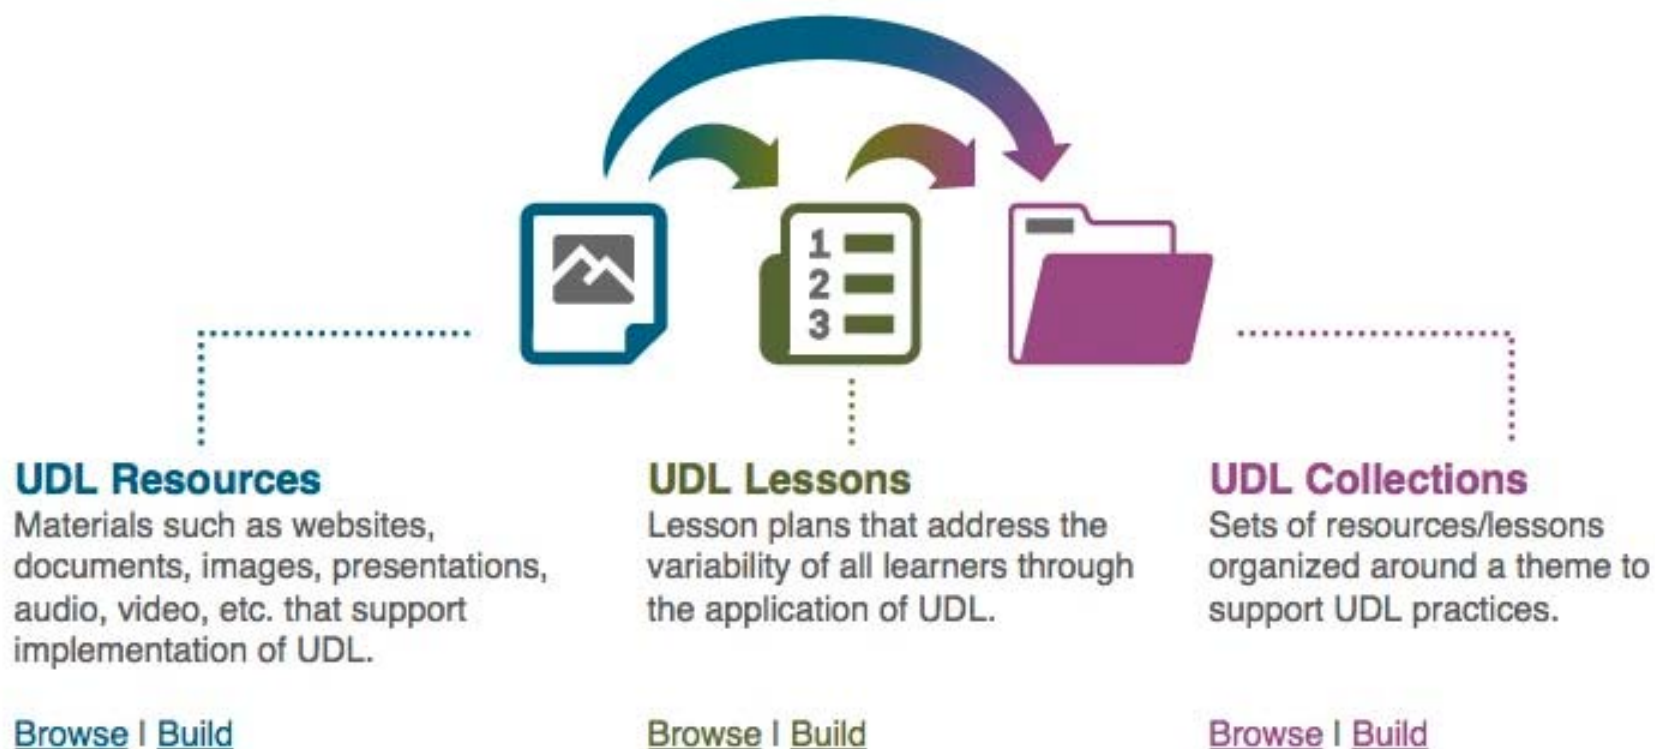 1
2
3
UDL Resources
Materials such as websites,
documents, images, presentations,
audio, video, etc. that support
implementation of UDL.
Browse | Build
UDL Lessons
Lesson plans that address the
variability of all learners through
the application of UDL.
Browse | Build
UDL Collections
Sets of resources/lessons
organized around a theme to
support UDL practices.
Browse | Build